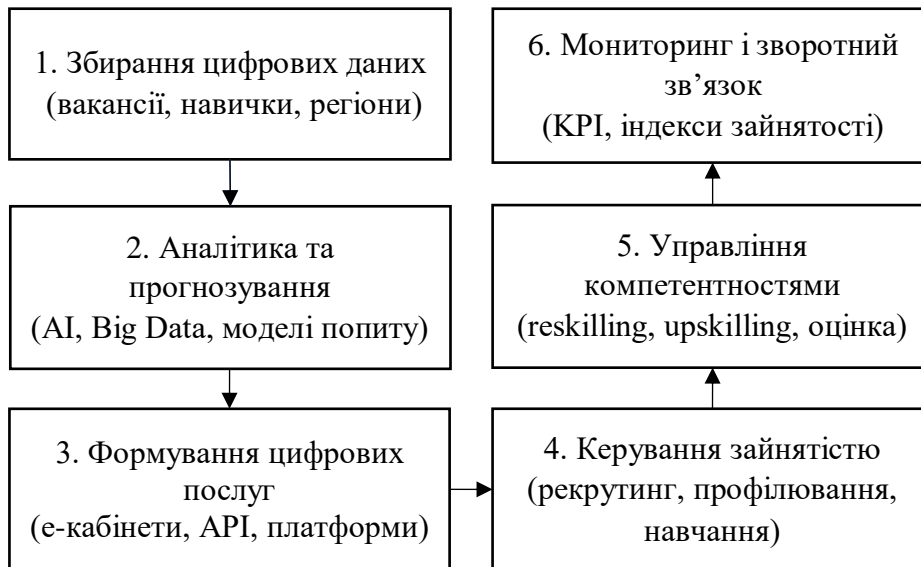 1. Збирання цифрових даних
(вакансії, навички, регіони)
2. Аналітика та
прогнозування
(AI, Big Data, моделі попиту)
3. Формування цифрових
послуг
(е-кабінети, API, платформи)
4. Керування зайнятістю
(рекрутинг, профілювання,
навчання)
5. Управління
компетентностями
(reskilling, upskilling, оцінка)
6. Мониторинг і зворотний
зв’язок
(KPI, індекси зайнятості)